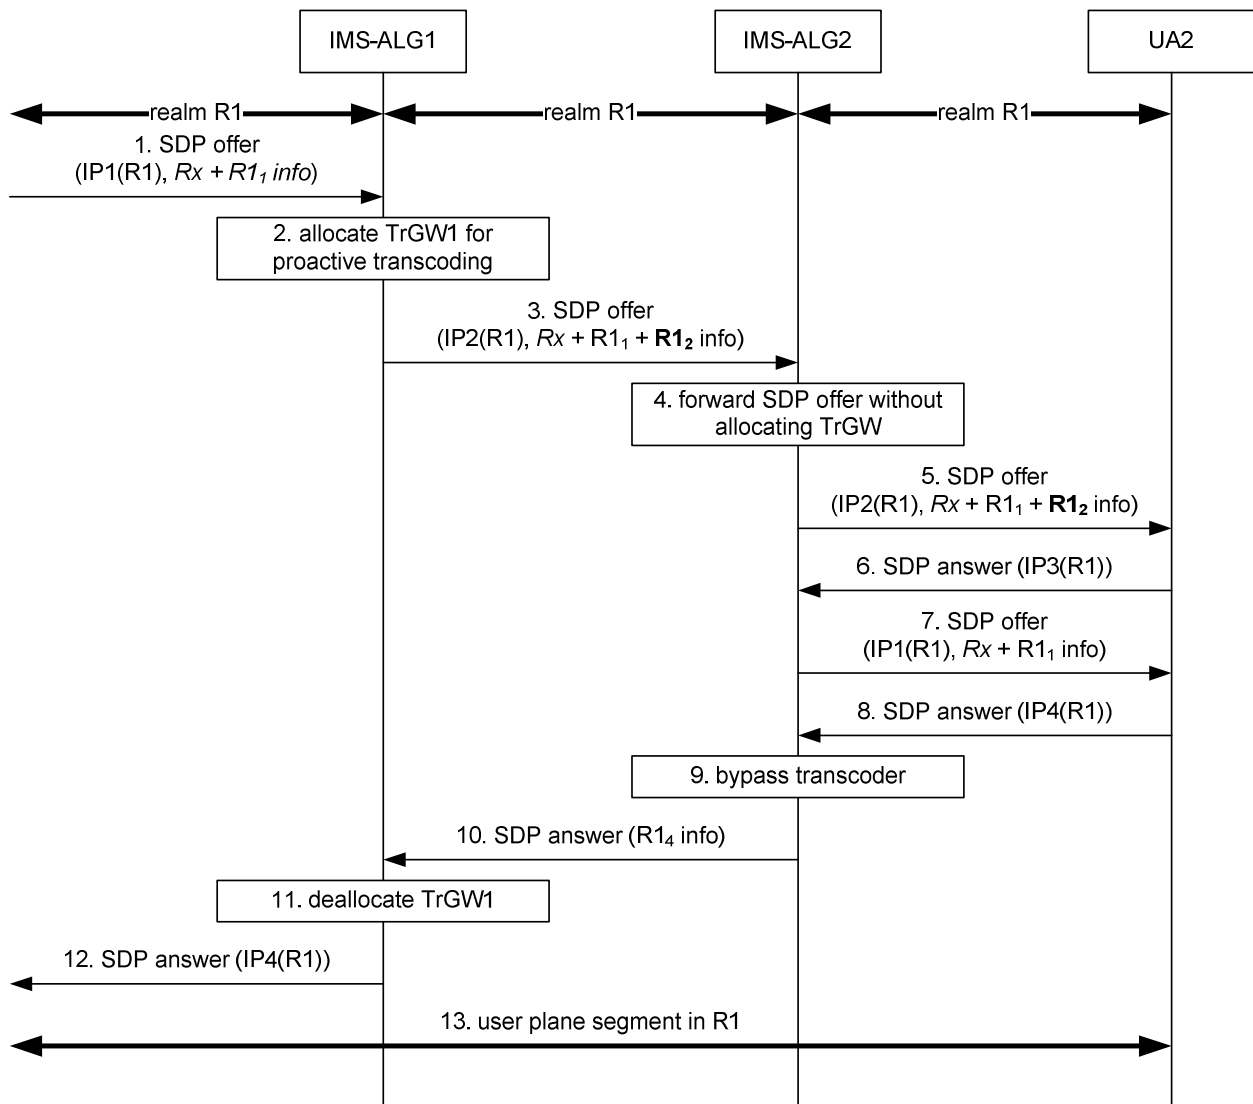 IMS-ALG1
IMS-ALG2
UA2
realm R1
realm R1
realm R1
1. SDP offer
(IP1(R1), Rx + R1₁ info)
2. allocate TrGW1 for
proactive transcoding
3. SDP offer
(IP2(R1), Rx + R1₁ + R1₂ info)
4. forward SDP offer without
allocating TrGW
5. SDP offer
(IP2(R1), Rx + R1₁ + R1₂ info)
6. SDP answer (IP3(R1))
7. SDP offer
(IP1(R1), Rx + R1₁ info)
8. SDP answer (IP4(R1))
9. bypass transcoder
10. SDP answer (R1₄ info)
11. deallocate TrGW1
12. SDP answer (IP4(R1))
13. user plane segment in R1